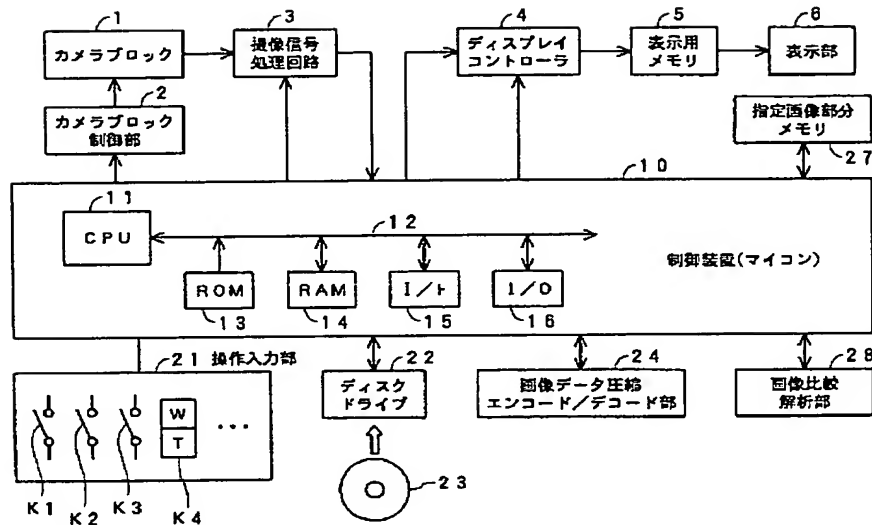 1
カメラブロック
2
カメラブロック
制御部
3
撮像信号
処理回路
4
ディスプレイ
コントローラ
5
表示用
メモリ
6
表示部
指定画像部分
メモリ
27
10
11
CPU
12
ROM
13
RAM
14
I/F
15
I/O
16
制御装置(マイコン)
21 操作入力部
W
T
...
K1
K2
K3
K4
22
ディスク
ドライブ
23
24
画像データ圧縮
エンコード/デコード部
28
画像比較
解析部